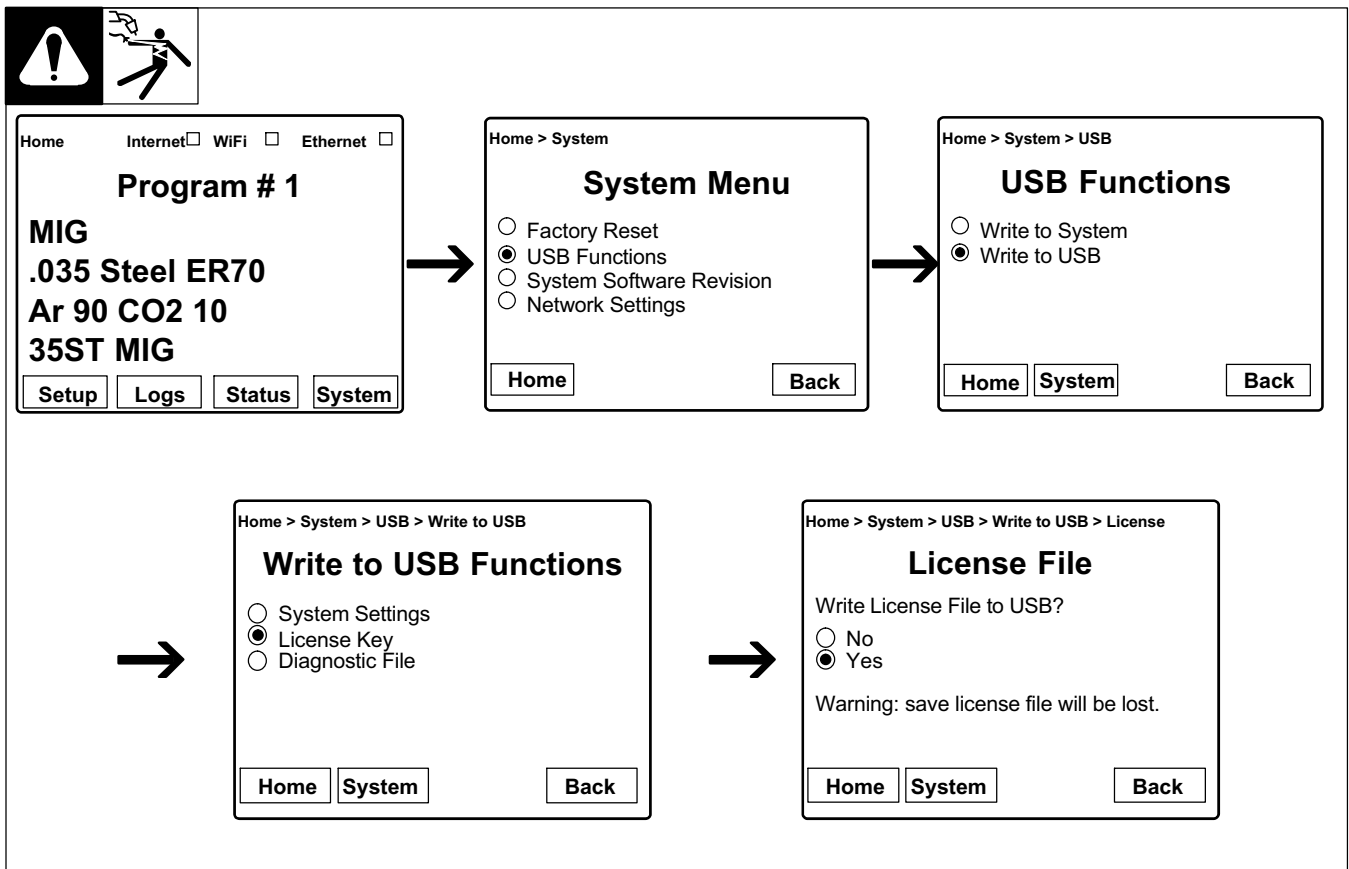 Home Internet WiFi Ethernet
Program # 1
MIG
.035 Steel ER70
Ar 90 CO2 10
35ST MIG
Setup Logs Status System
Home > System
System Menu
Factory Reset
USB Functions
System Software Revision
Network Settings
Home Back
Home > System > USB
USB Functions
Write to System
Write to USB
Home System Back
Home > System > USB > Write to USB
Write to USB Functions
System Settings
License Key
Diagnostic File
Home System Back
Home > System > USB > Write to USB > License
License File
Write License File to USB?
No
Yes
Warning: save license file will be lost.
Home System Back